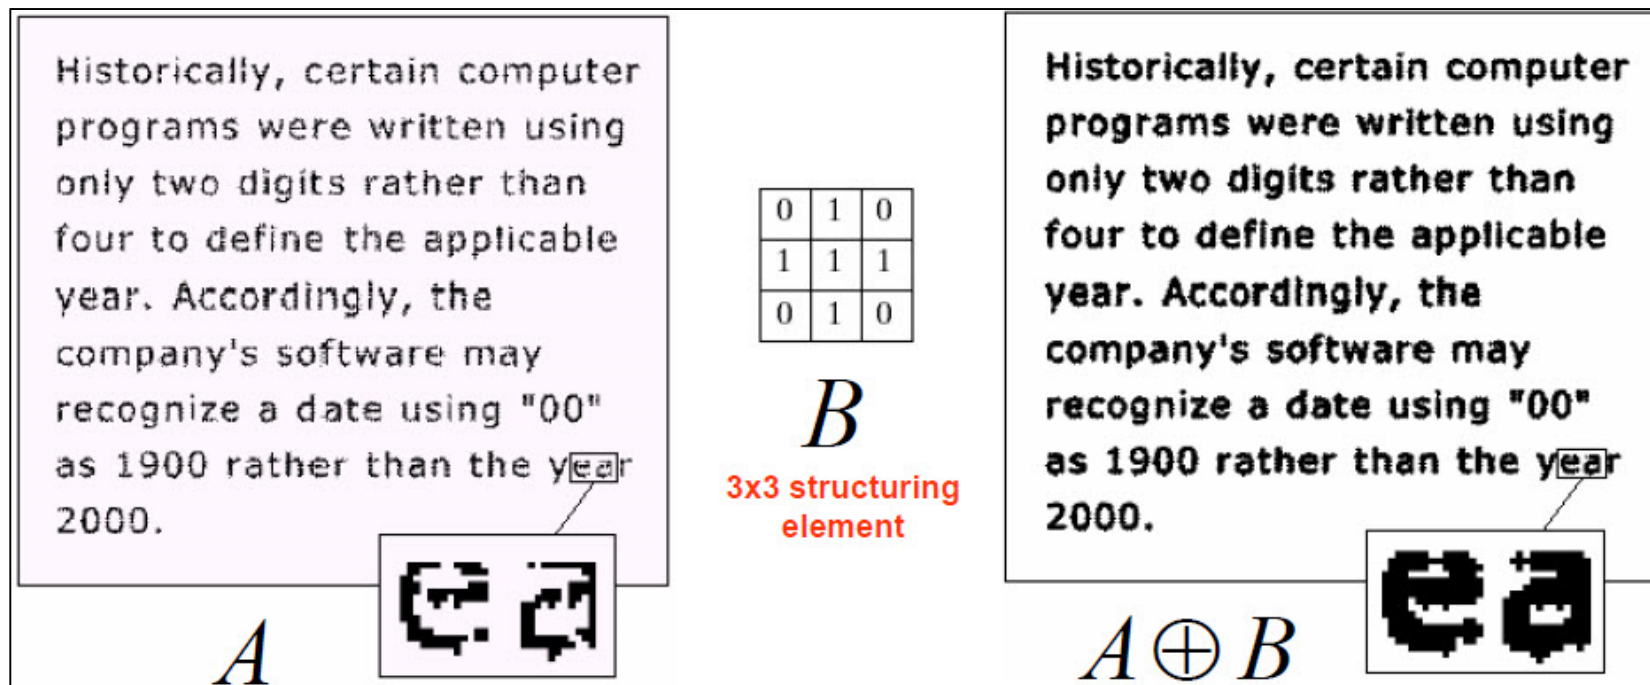 Historically, certain computer
programs were written using
only two digits rather than
four to define the applicable
year. Accordingly, the
company's software may
recognize a date using "00"
as 1900 rather than the year
2000.
ea
A
0 1 0
1 1 1
0 1 0
B
3x3 structuring
element
Historically, certain computer
programs were written using
only two digits rather than
four to define the applicable
year. Accordingly, the
company's software may
recognize a date using "00"
as 1900 rather than the year
2000.
ea
A ⊕ B